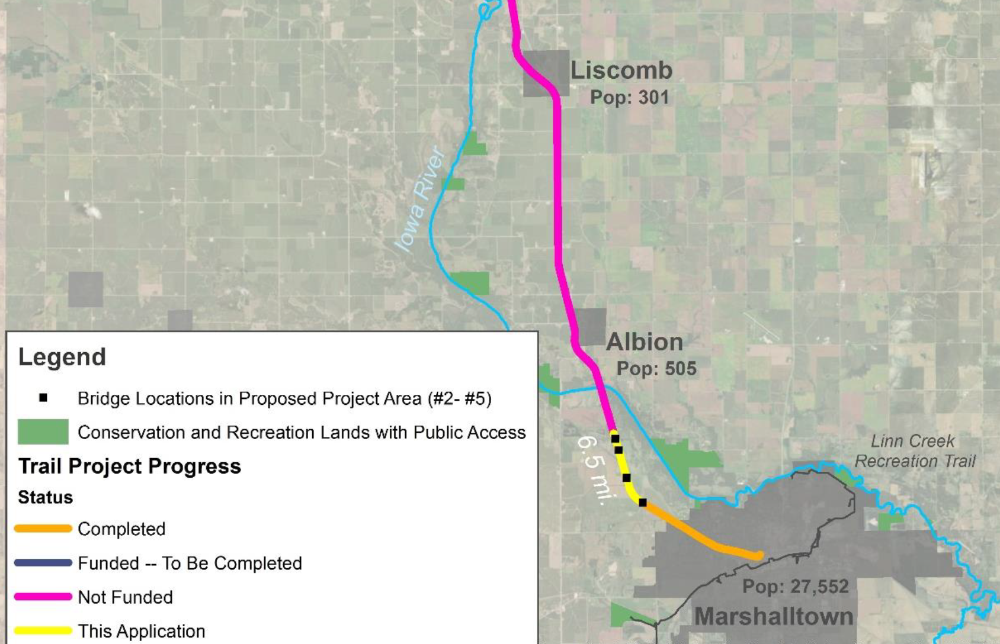 Liscomb
Pop: 301
Iowa River
Albion
Pop: 505
6.5 mi.
Linn Creek
Recreation Trail
Pop: 27,552
Marshalltown
Legend
Bridge Locations in Proposed Project Area (#2- #5)
Conservation and Recreation Lands with Public Access
Trail Project Progress
Status
Completed
Funded -- To Be Completed
Not Funded
This Application